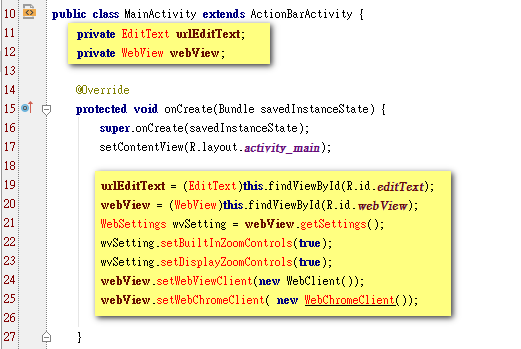 10 public class MainActivity extends ActionBarActivity {
11 private EditText urlEditText;
12 private WebView webView;
13
14 @Override
15 protected void onCreate(Bundle savedInstanceState) {
16 super.onCreate(savedInstanceState);
17 setContentView(R.layout.activity_main);
18
19 urlEditText = (EditText)this.findViewById(R.id.editText);
20 webView = (WebView)this.findViewById(R.id.webView);
21 WebSettings wvSetting = webView.getSettings();
22 wvSetting.setBuiltInZoomControls(true);
23 wvSetting.setDisplayZoomControls(true);
24 webView.setWebViewClient(new WebClient());
25 webView.setWebChromeClient( new WebChromeClient());
26
27 }